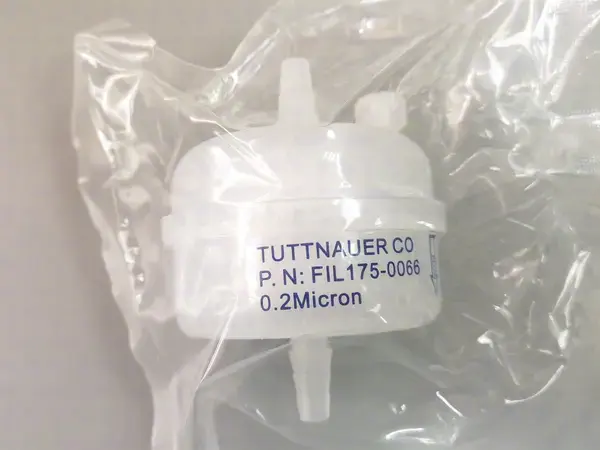 TUTTNAUER CO
P. N: FIL175-0066
0.2Micron